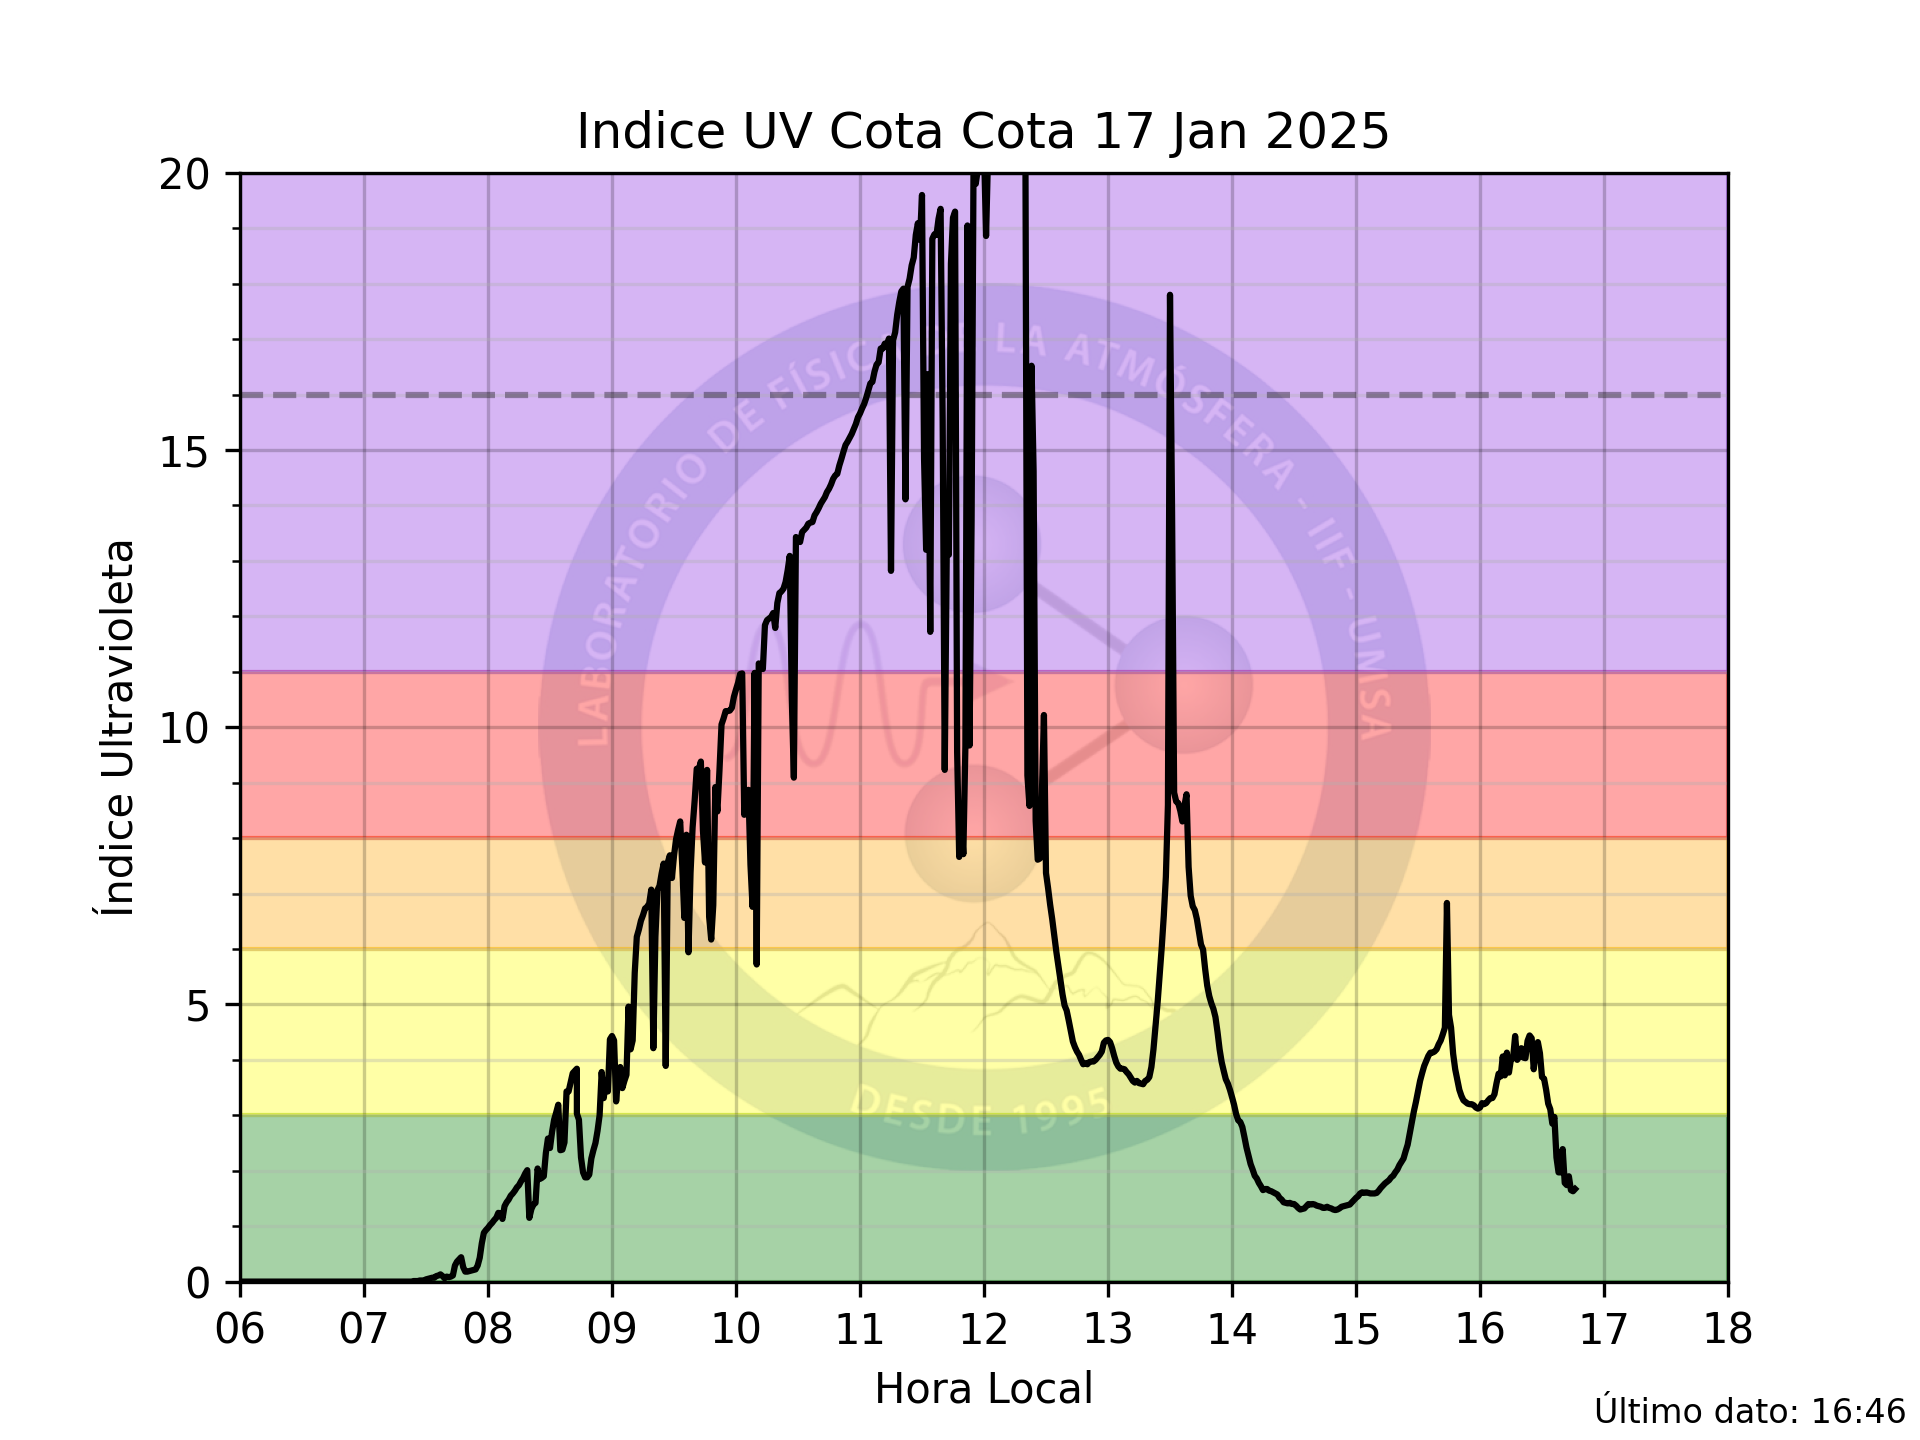 Indice UV Cota Cota 17 Jan 2025
20
15
10
5
0
Índice Ultravioleta
LABORATORIO DE FÍSIC LA ATMÓSFERA - IIF - UMSA
DESDE 1995
06 07 08 09 10 11 12 13 14 15 16 17 18
Hora Local
Último dato: 16:46